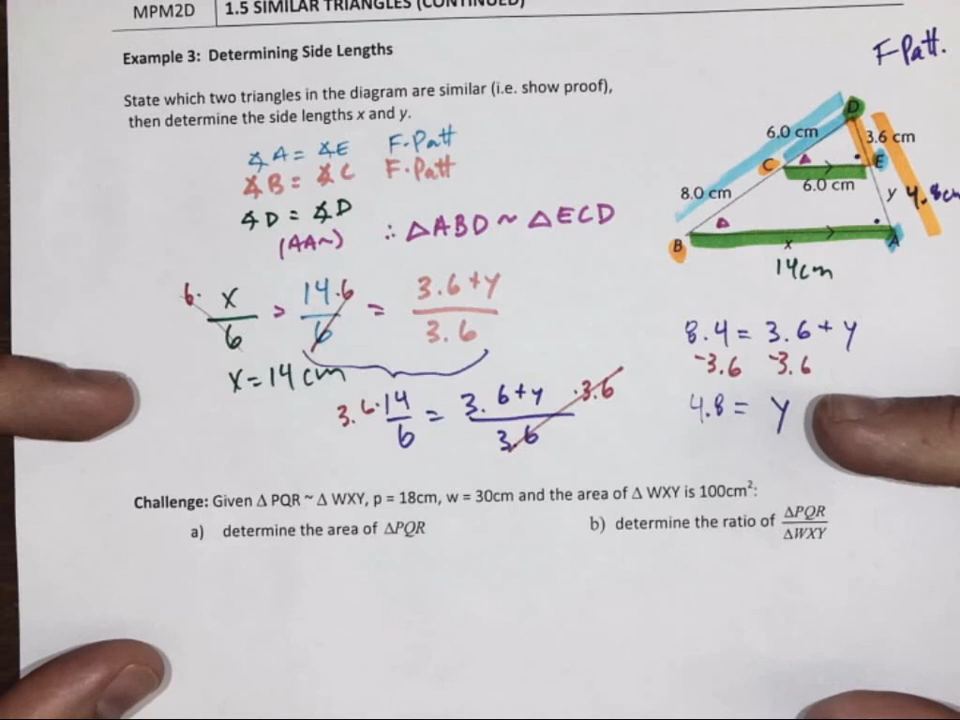 MPM2D 1.5 SIMILAR TRIANGLES (CONTINUED)
Example 3: Determining Side Lengths
F-Patt.
State which two triangles in the diagram are similar (i.e. show proof),
then determine the side lengths x and y.
∡A = ∡E F-Patt
∡B = ∡C F-Patt
∡D = ∡D
(AA~) ∴ △ABD ~ △ECD
D
6.0 cm 3.6 cm
C E
6.0 cm
8.0 cm y 4.8cm
B x A
14cm
6· x/6 = 14·6/6 = 3.6+y/3.6
x = 14 cm
3.6·14/6 = 3.6+y/3.6 ·3.6
8.4 = 3.6 + y
-3.6 -3.6
4.8 = y
Challenge: Given Δ PQR ~ Δ WXY, p = 18cm, w = 30cm and the area of Δ WXY is 100cm²:
a) determine the area of ΔPQR b) determine the ratio of ΔPQR/ΔWXY